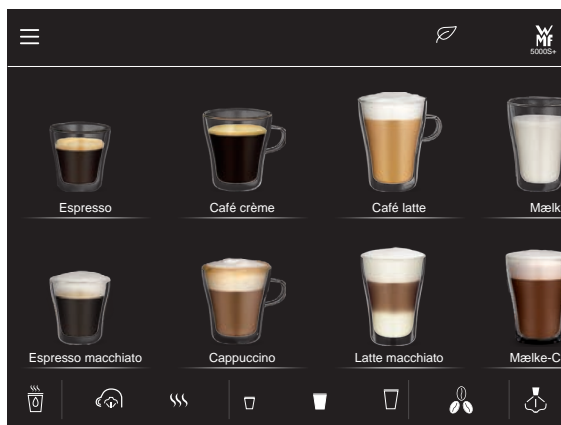 WMF
5000S+
Espresso
Café crème
Café latte
Mælk
Espresso macchiato
Cappuccino
Latte macchiato
Mælke-C